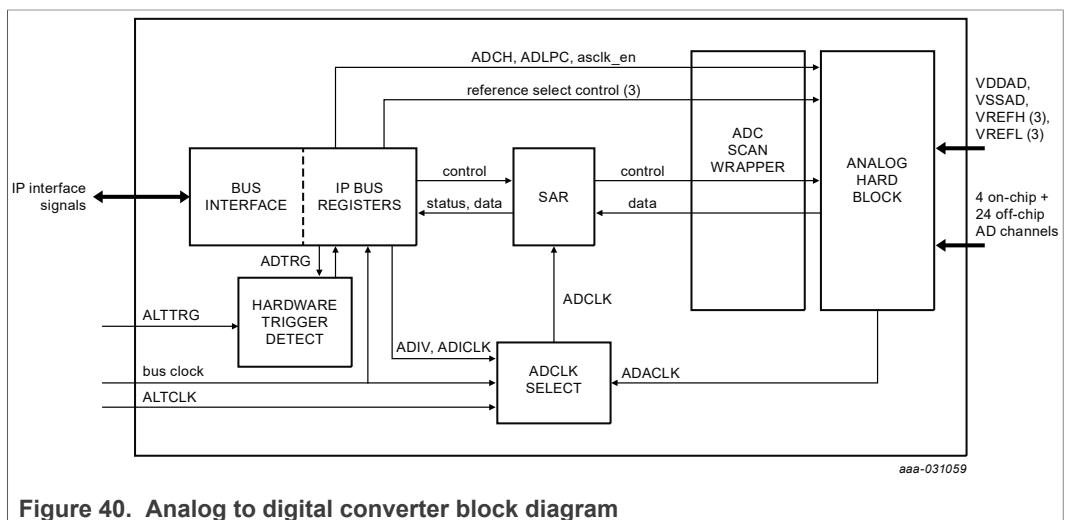 ADCH, ADLPC, asclk_en
reference select control (3)
VDDAD,
VSSAD,
VREFH (3),
VREFL (3)
ADC
SCAN
WRAPPER
ANALOG
HARD
BLOCK
IP interface
signals
BUS
INTERFACE
IP BUS
REGISTERS
control
status, data
SAR
control
data
4 on-chip +
24 off-chip
AD channels
ADTRG
HARDWARE
TRIGGER
DETECT
ALTTRG
ADCLK
ADIV, ADICLK
bus clock
ALTCLK
ADCLK
SELECT
ADACLK
aaa-031059
Figure 40. Analog to digital converter block diagram